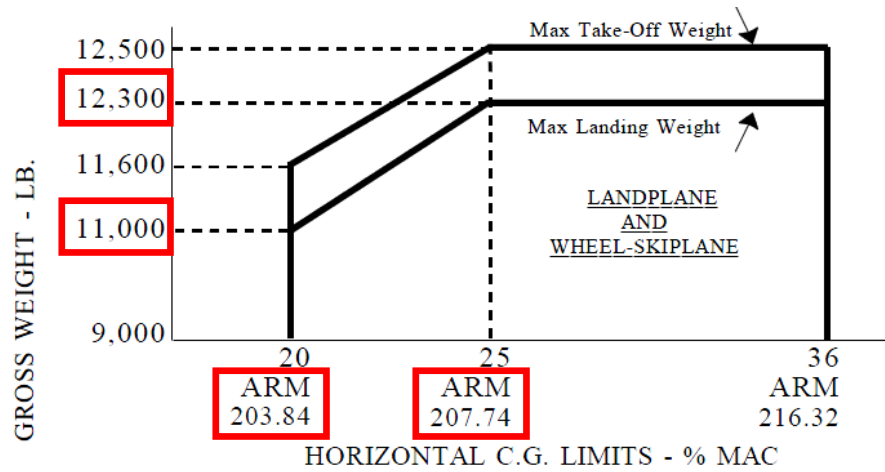 12,500
12,300
11,600
11,000
9,000
GROSS WEIGHT - LB.
Max Take-Off Weight
Max Landing Weight
LANDPLANE
AND
WHEEL-SKIPLANE
20
ARM
203.84
25
ARM
207.74
36
ARM
216.32
HORIZONTAL C.G. LIMITS - % MAC